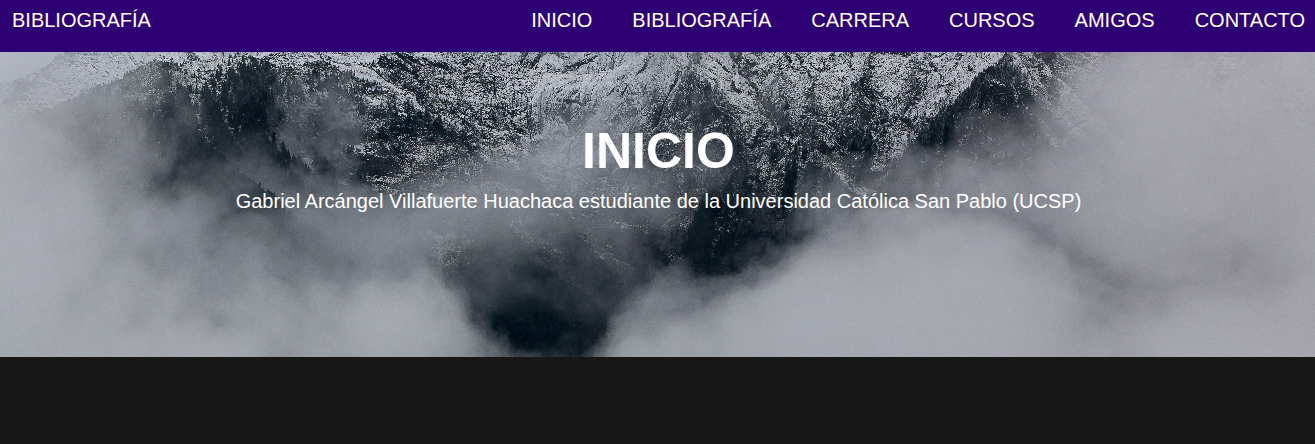 BIBLIOGRAFÍA INICIO BIBLIOGRAFÍA CARRERA CURSOS AMIGOS CONTACTO
INICIO
Gabriel Arcángel Villafuerte Huachaca estudiante de la Universidad Católica San Pablo (UCSP)